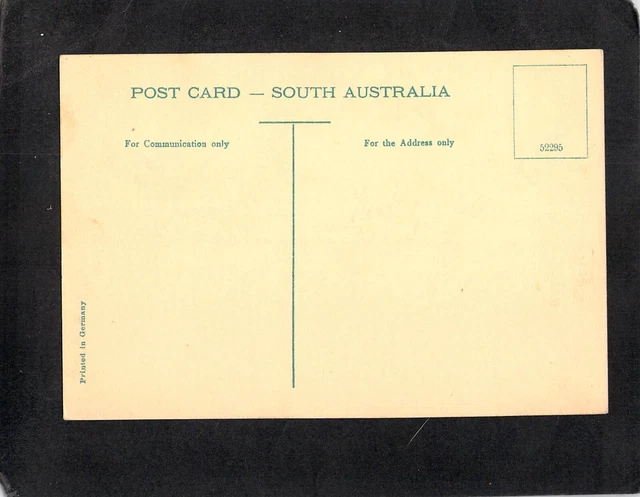 POST CARD — SOUTH AUSTRALIA
For Communication only
For the Address only
52295
Printed in Germany